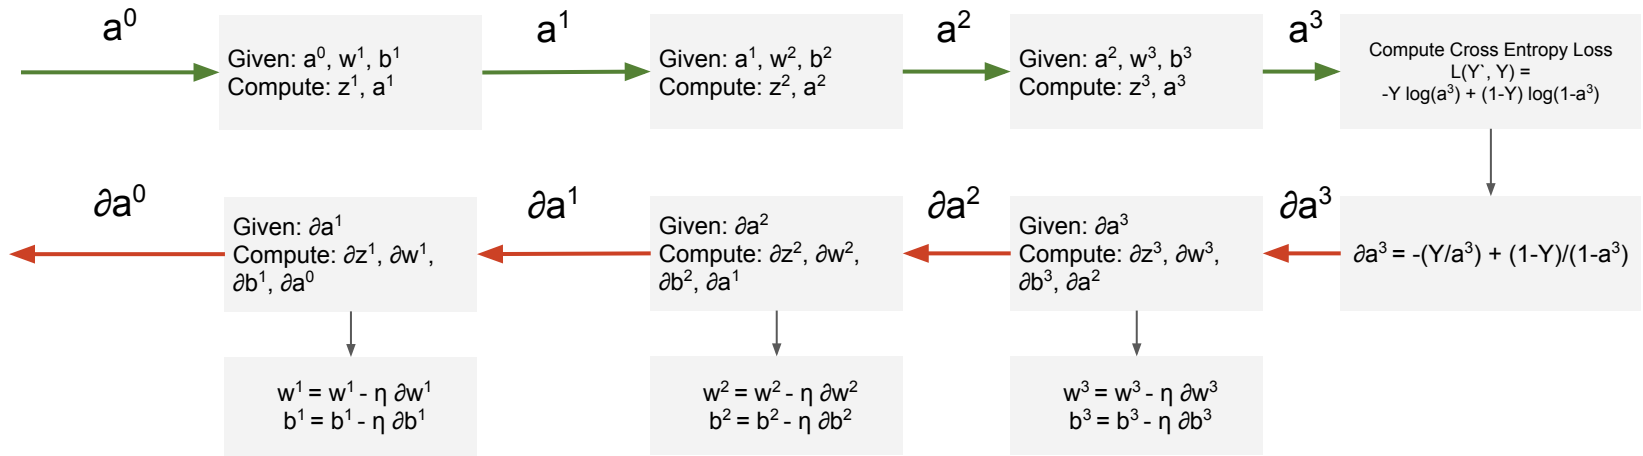 a⁰
Given: a⁰, w¹, b¹
Compute: z¹, a¹
a¹
Given: a¹, w², b²
Compute: z², a²
a²
Given: a², w³, b³
Compute: z³, a³
a³
Compute Cross Entropy Loss
L(Y`, Y) =
-Y log(a³) + (1-Y) log(1-a³)
∂a⁰
Given: ∂a¹
Compute: ∂z¹, ∂w¹,
∂b¹, ∂a⁰
∂a¹
Given: ∂a²
Compute: ∂z², ∂w²,
∂b², ∂a¹
∂a²
Given: ∂a³
Compute: ∂z³, ∂w³,
∂b³, ∂a²
∂a³
∂a³ = -(Y/a³) + (1-Y)/(1-a³)
w¹ = w¹ - η ∂w¹
b¹ = b¹ - η ∂b¹
w² = w² - η ∂w²
b² = b² - η ∂b²
w³ = w³ - η ∂w³
b³ = b³ - η ∂b³